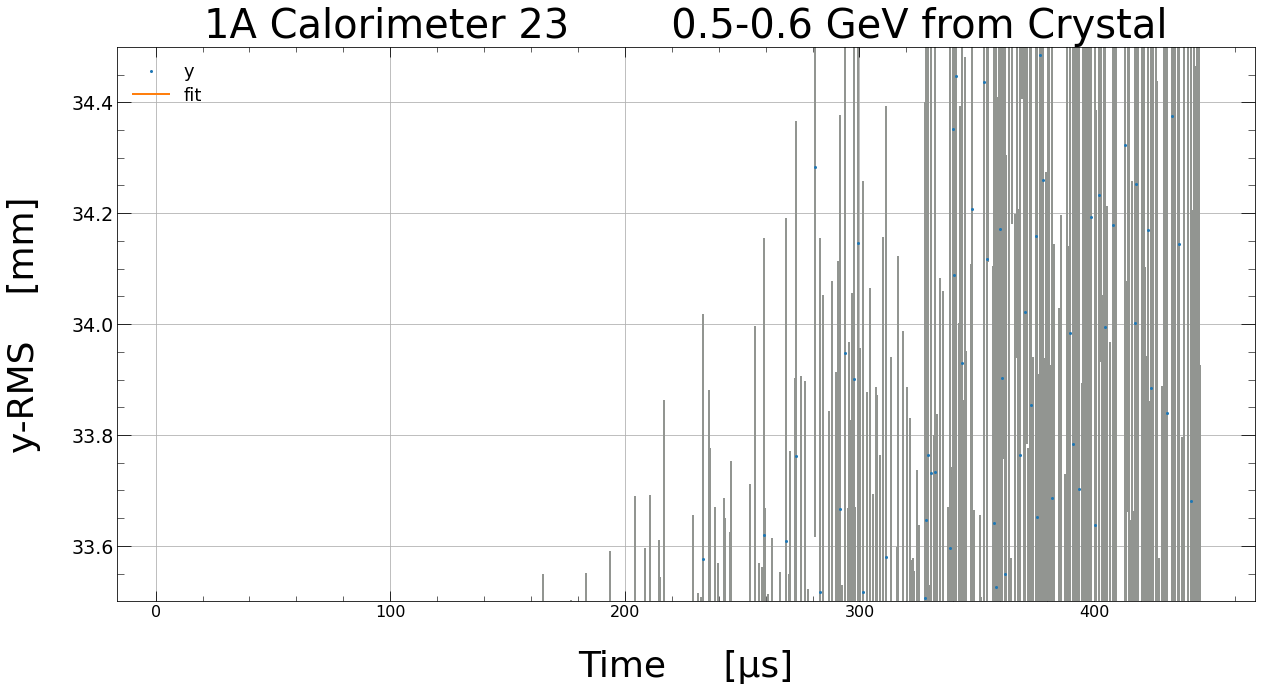 1A Calorimeter 23 0.5-0.6 GeV from Crystal
y
fit
34.4
34.2
34.0
33.8
33.6
y-RMS [mm]
0 100 200 300 400
Time [µs]